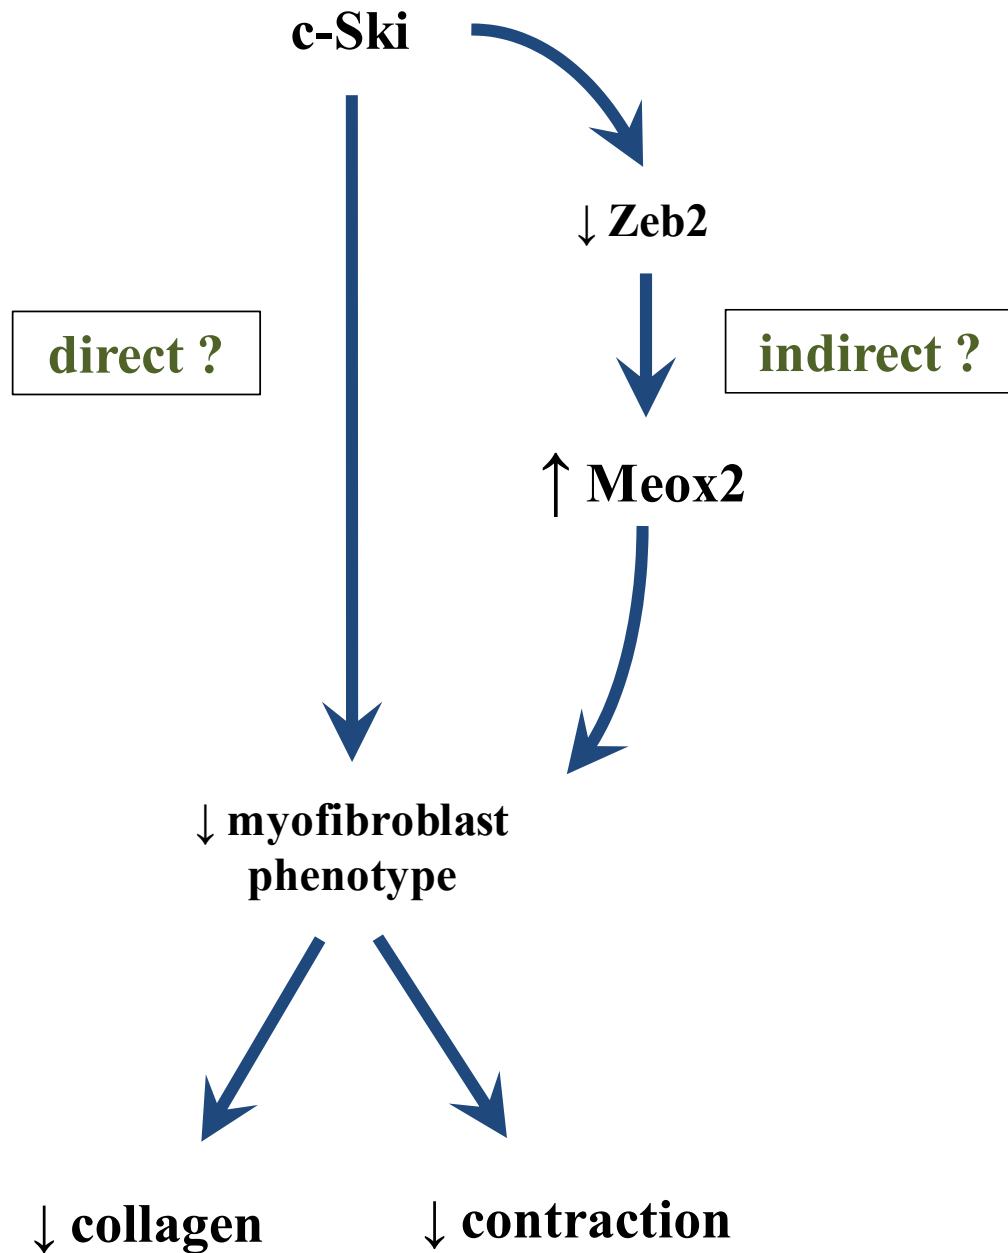 c-Ski
↓ Zeb2
direct ?
indirect ?
↑ Meox2
↓ myofibroblast
phenotype
↓ collagen
↓ contraction